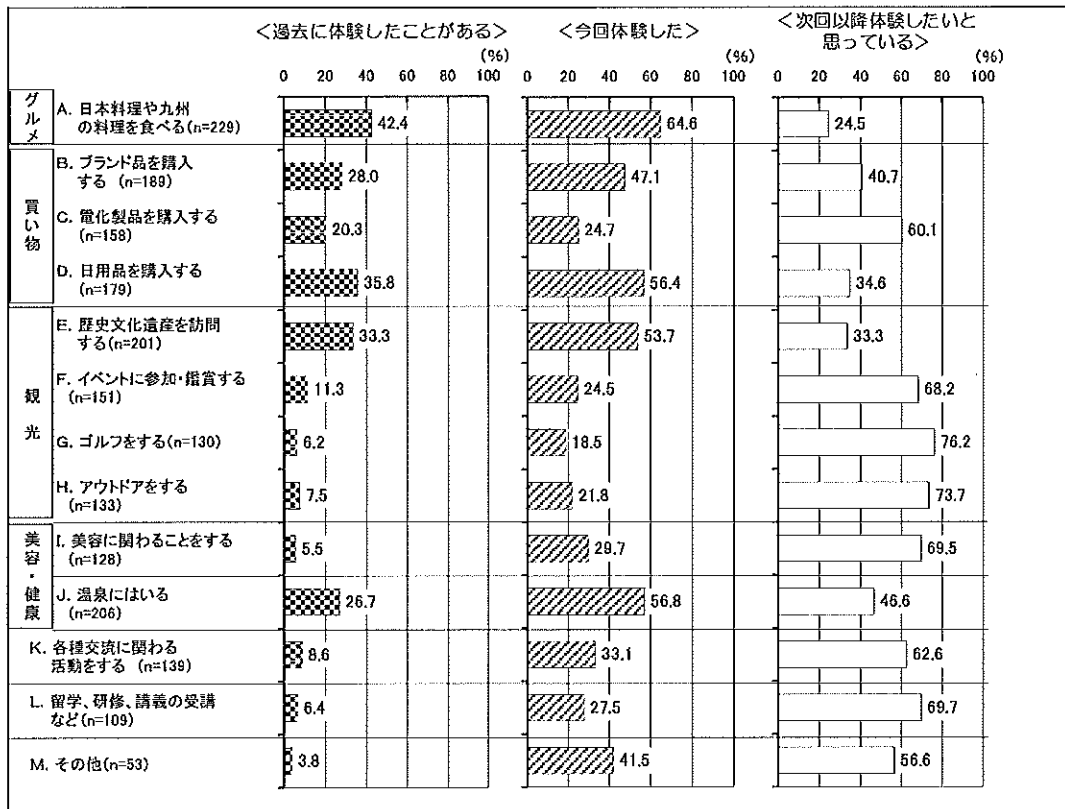 ＜過去に体験したことがある＞
＜今回体験した＞
＜次回以降体験したいと
思っている＞
(%)
(%)
(%)
0 20 40 60 80 100
0 20 40 60 80 100
0 20 40 60 80 100
グルメ
A. 日本料理や九州
の料理を食べる(n=229)
42.4
64.6
24.5
買い物
B. ブランド品を購入
する (n=189)
28.0
47.1
40.7
C. 電化製品を購入する
(n=158)
20.3
24.7
60.1
D. 日用品を購入する
(n=179)
35.8
56.4
34.6
観光
E. 歴史文化遺産を訪問
する(n=201)
33.3
53.7
33.3
F. イベントに参加・鑑賞する
(n=151)
11.3
24.5
68.2
G. ゴルフをする(n=130)
6.2
18.5
76.2
H. アウトドアをする
(n=133)
7.5
21.8
73.7
美容・健康
I. 美容に関わることをする
(n=128)
5.5
29.7
69.5
J. 温泉にはいる
(n=206)
26.7
56.8
46.6
K. 各種交流に関わる
活動をする (n=139)
8.6
33.1
62.6
L. 留学、研修、講義の受講
など(n=109)
6.4
27.5
69.7
M. その他(n=53)
3.8
41.5
56.6